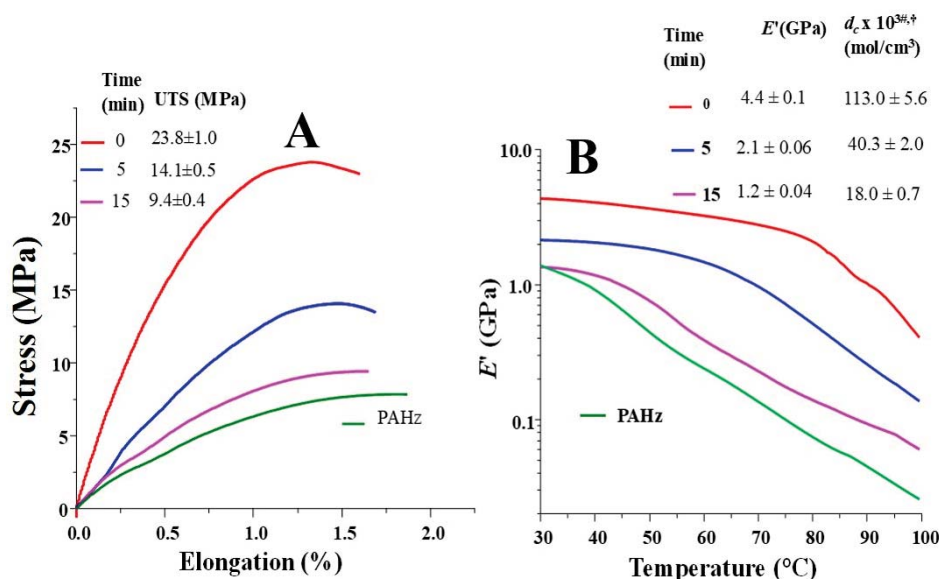 A
Time
(min) UTS (MPa)
0 23.8±1.0
5 14.1±0.5
15 9.4±0.4
25
20
15
10
5
0
Stress (MPa)
PAHz
0.0 0.5 1.0 1.5 2.0
Elongation (%)
B
Time
(min) E'(GPa) d_c x 10³#,†
(mol/cm³)
0 4.4 ± 0.1 113.0 ± 5.6
5 2.1 ± 0.06 40.3 ± 2.0
15 1.2 ± 0.04 18.0 ± 0.7
10.0
1.0
0.1
E' (GPa)
PAHz
30 40 50 60 70 80 90 100
Temperature (°C)